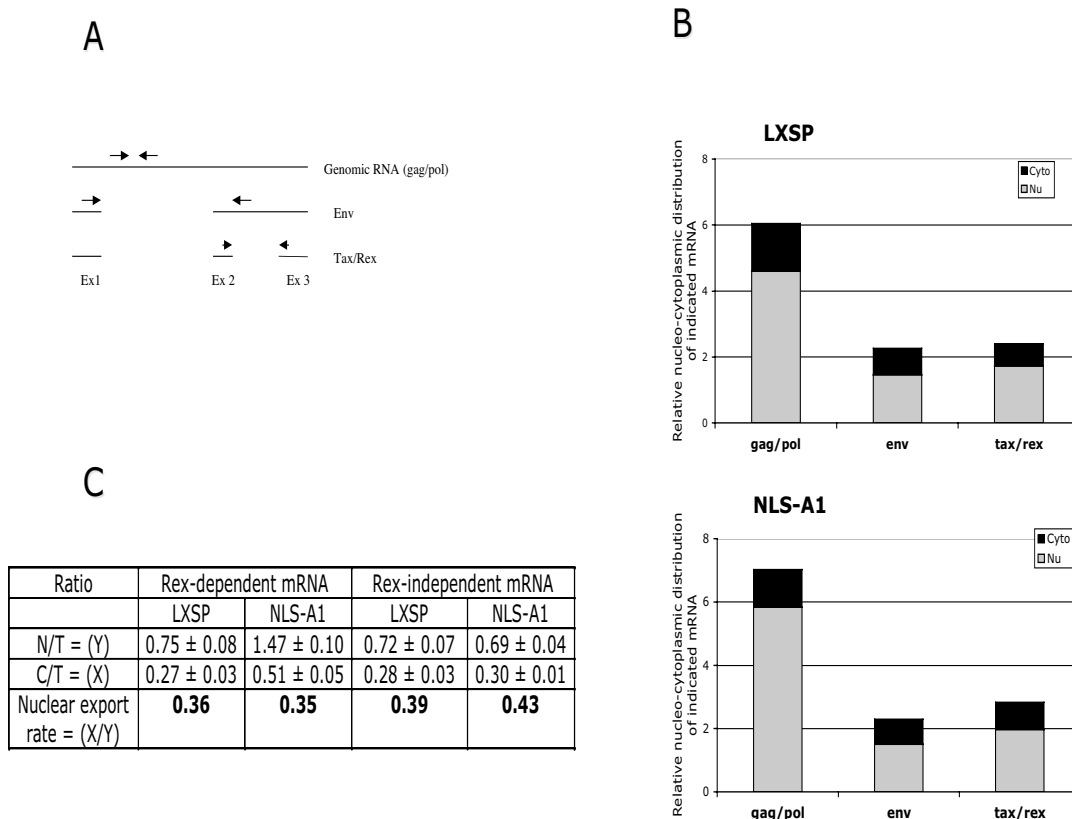 A
Genomic RNA (gag/pol)
Env
Tax/Rex
Ex1 Ex 2 Ex 3
B
LXSP
Relative nucleo-cytoplasmic distribution
of indicated mRNA
8
6
4
2
0
Cyto
Nu
gag/pol env tax/rex
NLS-A1
Relative nucleo-cytoplasmic distribution
of indicated mRNA
8
6
4
2
0
Cyto
Nu
gag/pol env tax/rex
C
Ratio Rex-dependent mRNA Rex-independent mRNA
LXSP NLS-A1 LXSP NLS-A1
N/T = (Y) 0.75 ± 0.08 1.47 ± 0.10 0.72 ± 0.07 0.69 ± 0.04
C/T = (X) 0.27 ± 0.03 0.51 ± 0.05 0.28 ± 0.03 0.30 ± 0.01
Nuclear export 0.36 0.35 0.39 0.43
rate = (X/Y)